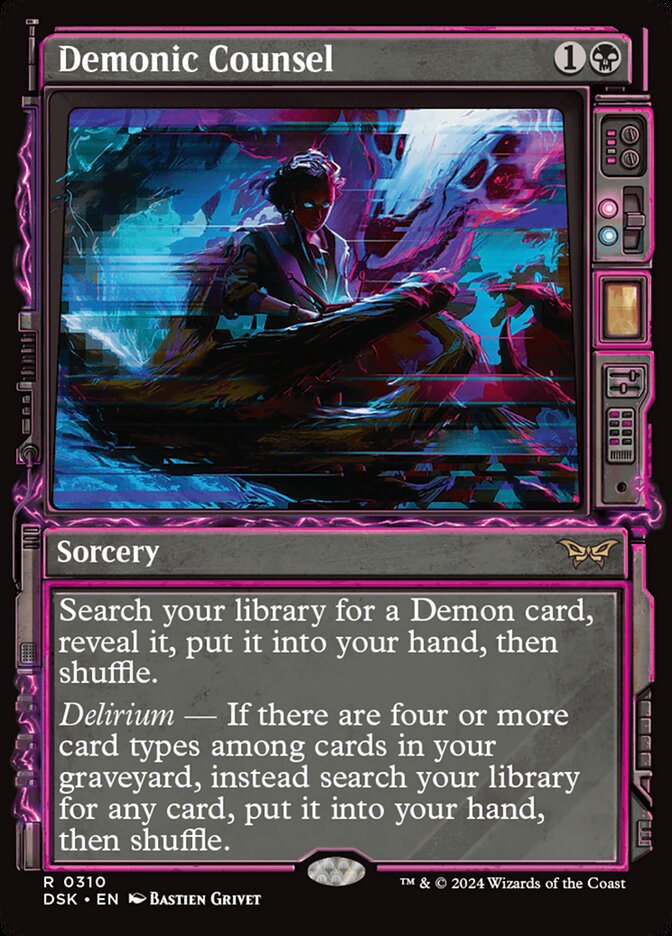 Demonic Counsel 1
Sorcery
Search your library for a Demon card,
reveal it, put it into your hand, then
shuffle.
Delirium — If there are four or more
card types among cards in your
graveyard, instead search your library
for any card, put it into your hand,
then shuffle.
R 0310
DSK • EN Bastien Grivet
™ & © 2024 Wizards of the Coast